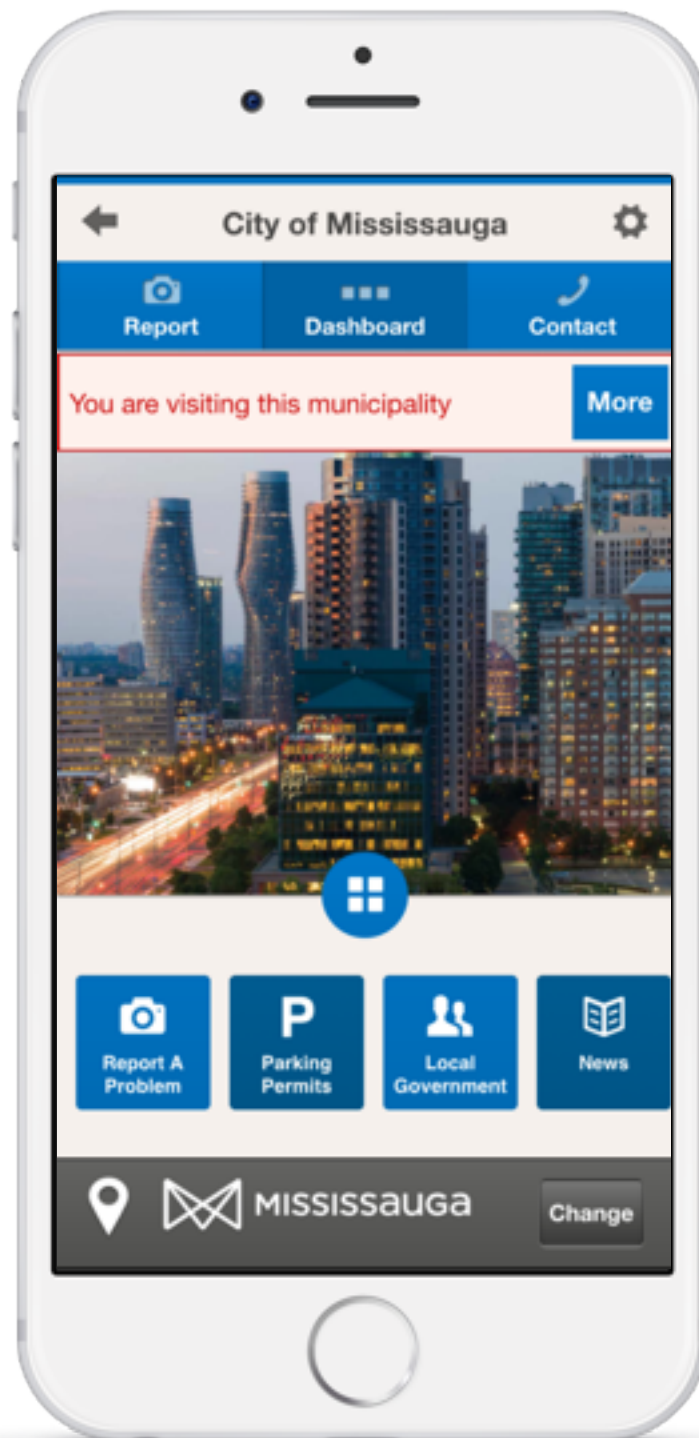 City of Mississauga
Report
Dashboard
Contact
You are visiting this municipality
More
Report A
Problem
P
Parking
Permits
Local
Government
News
MISSISSauGa
Change